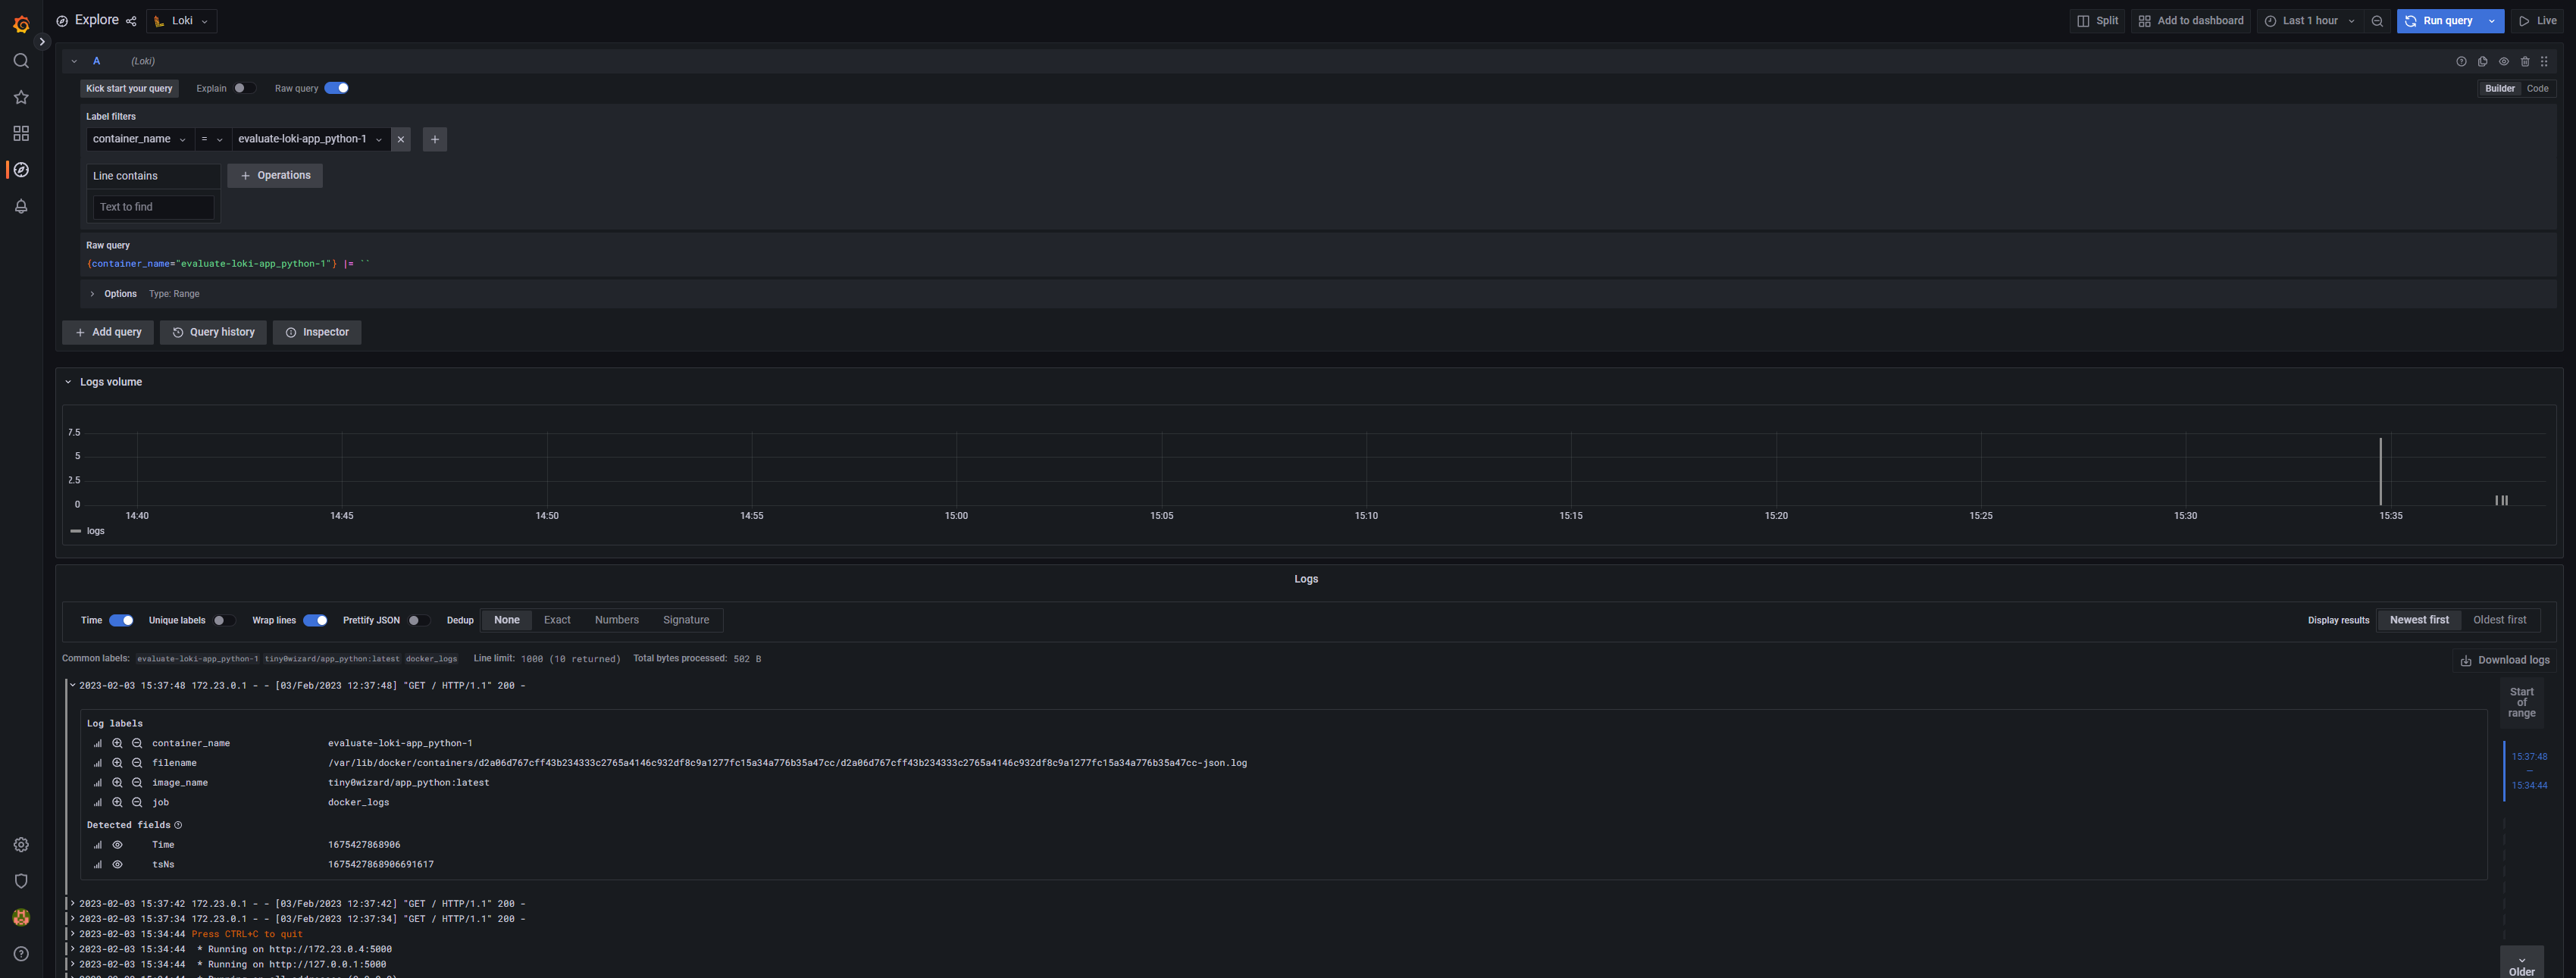 Explore Loki Split Add to dashboard Last 1 hour Run query Live
A (Loki)
Kick start your query Explain Raw query Builder Code
Label filters
container_name = evaluate-loki-app_python-1
Line contains Operations
Text to find
Raw query
{container_name="evaluate-loki-app_python-1"} |= ``
Options Type: Range
Add query Query history Inspector
Logs volume
7.5
5
2.5
0
14:40 14:45 14:50 14:55 15:00 15:05 15:10 15:15 15:20 15:25 15:30 15:35
logs
Logs
Time Unique labels Wrap lines Prettify JSON Dedup None Exact Numbers Signature Display results Newest first Oldest first
Common labels: evaluate-loki-app_python-1 tiny0wizard/app_python:latest docker_logs Line limit: 1000 (10 returned) Total bytes processed: 502 B Download logs
2023-02-03 15:37:48 172.23.0.1 - - [03/Feb/2023 12:37:48] "GET / HTTP/1.1" 200 -
Start
of
range
Log labels
container_name evaluate-loki-app_python-1
filename /var/lib/docker/containers/d2a06d767cff43b234333c2765a4146c932df8c9a1277fc15a34a776b35a47cc/d2a06d767cff43b234333c2765a4146c932df8c9a1277fc15a34a776b35a47cc-json.log
image_name tiny0wizard/app_python:latest
job docker_logs
15:37:48
—
15:34:44
Detected fields
Time 1675427868906
tsNs 1675427868906691617
2023-02-03 15:37:42 172.23.0.1 - - [03/Feb/2023 12:37:42] "GET / HTTP/1.1" 200 -
2023-02-03 15:37:34 172.23.0.1 - - [03/Feb/2023 12:37:34] "GET / HTTP/1.1" 200 -
2023-02-03 15:34:44 Press CTRL+C to quit
2023-02-03 15:34:44 * Running on http://172.23.0.4:5000
2023-02-03 15:34:44 * Running on http://127.0.0.1:5000
Older